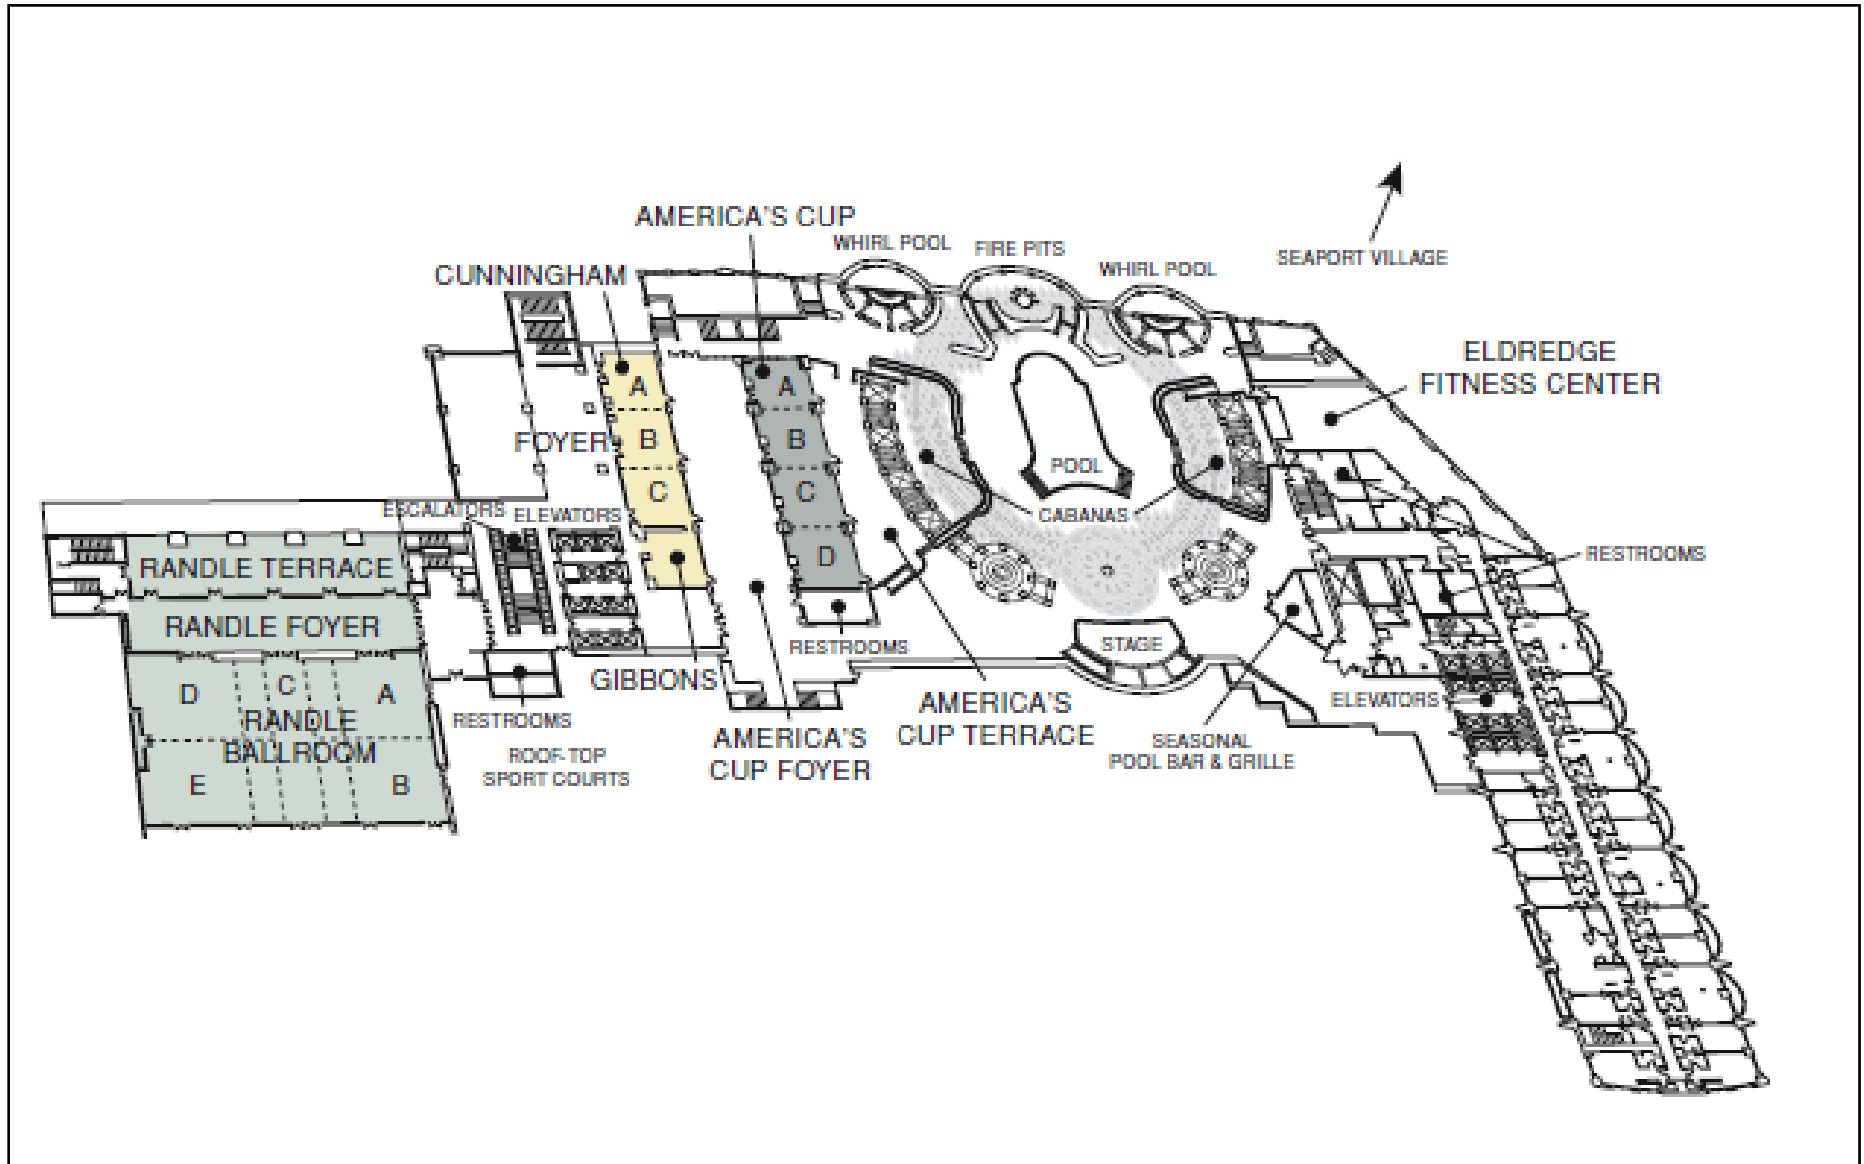 AMERICA'S CUP
WHIRL POOL
FIRE PITS
WHIRL POOL
SEAPORT VILLAGE
CUNNINGHAM
ELDREDGE
FITNESS CENTER
A
B
C
A
B
C
D
FOYER
POOL
CABANAS
ESCALATORS
ELEVATORS
RESTROOMS
RANDLE TERRACE
RANDLE FOYER
RESTROOMS
STAGE
GIBBONS
D
C
A
RANDLE
BALLROOM
E
B
RESTROOMS
ROOF-TOP
SPORT COURTS
AMERICA'S
CUP FOYER
AMERICA'S
CUP TERRACE
ELEVATORS
SEASONAL
POOL BAR & GRILLE